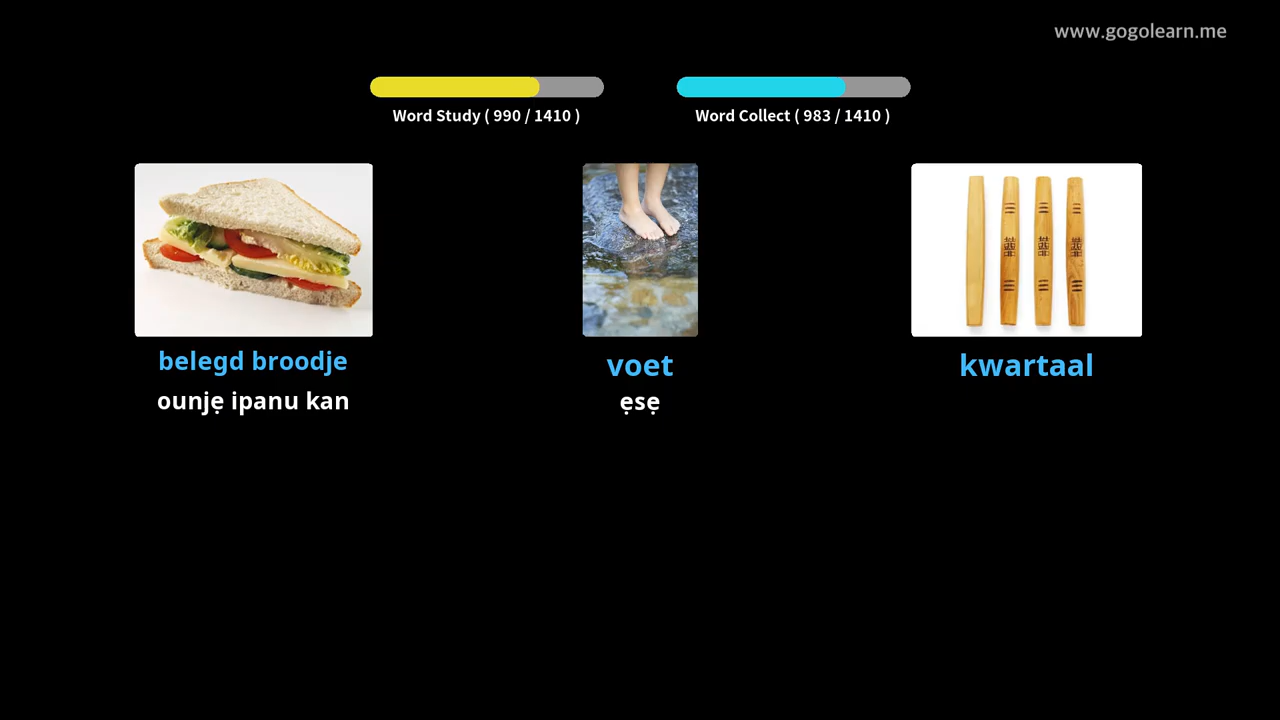 www.gogolearn.me
Word Study ( 990 / 1410 )
Word Collect ( 983 / 1410 )
belegd broodje
ounjẹ ipanu kan
voet
ẹsẹ
kwartaal